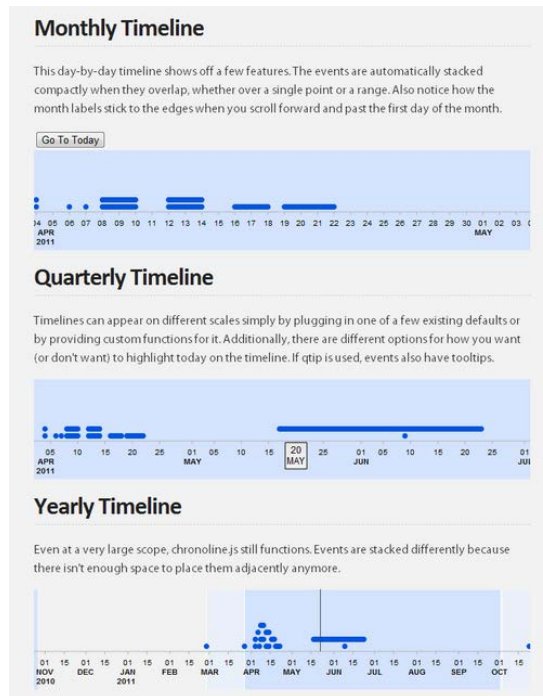 Monthly Timeline
This day-by-day timeline shows off a few features. The events are automatically stacked
compactly when they overlap, whether over a single point or a range. Also notice how the
month labels stick to the edges when you scroll forward and past the first day of the month.
Go To Today
04 05 06 07 08 09 10 11 12 13 14 15 16 17 18 19 20 21 22 23 24 25 26 27 28 29 30 01 02 03
APR MAY
2011
Quarterly Timeline
Timelines can appear on different scales simply by plugging in one of a few existing defaults or
by providing custom functions for it. Additionally, there are different options for how you want
(or don't want) to highlight today on the timeline. If qtip is used, events also have tooltips.
05 10 15 20 25 01 05 10 15 20 25 01 05 10 15 20 25 01
APR MAY MAY JUN JUL
2011
Yearly Timeline
Even at a very large scope, chronoline.js still functions. Events are stacked differently because
there isn't enough space to place them adjacently anymore.
01 15 01 15 01 15 01 15 01 15 01 15 01 15 01 15 01 15 01 15 01 15 01 15
NOV DEC JAN FEB MAR APR MAY JUN JUL AUG SEP OCT
2010 2011